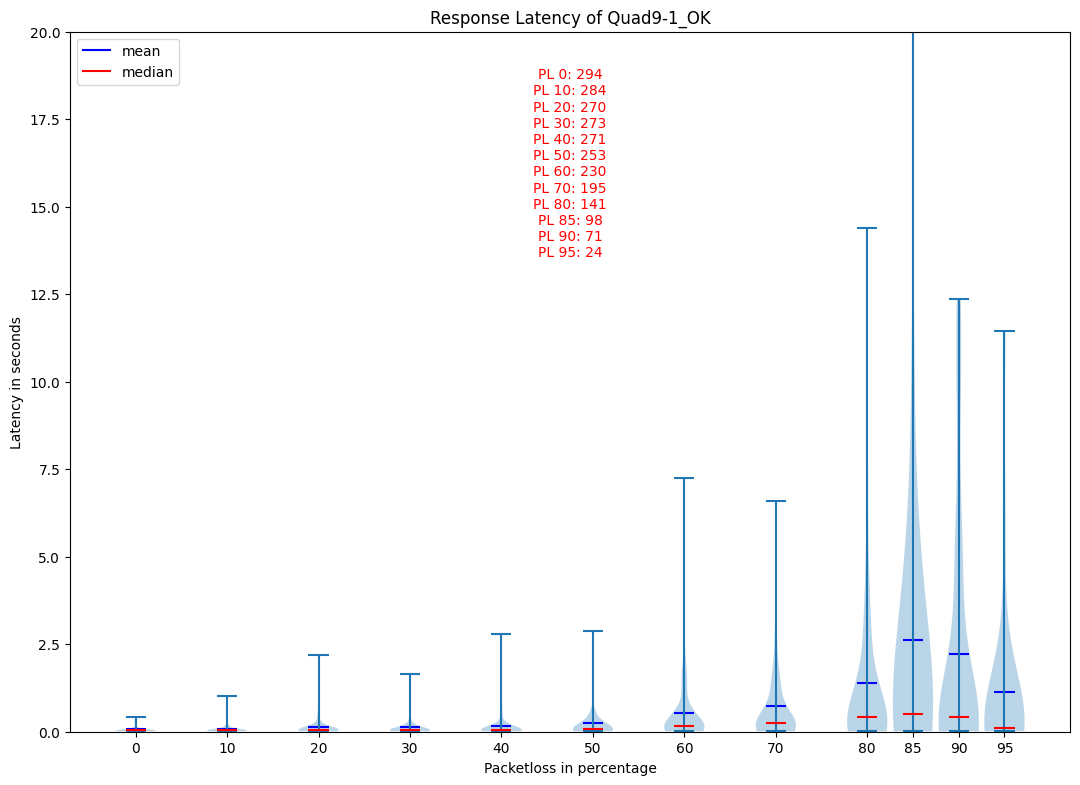 Response Latency of Quad9-1_OK
mean
median
PL 0: 294
PL 10: 284
PL 20: 270
PL 30: 273
PL 40: 271
PL 50: 253
PL 60: 230
PL 70: 195
PL 80: 141
PL 85: 98
PL 90: 71
PL 95: 24
Latency in seconds
20.0
17.5
15.0
12.5
10.0
7.5
5.0
2.5
0.0
0 10 20 30 40 50 60 70 80 85 90 95
Packetloss in percentage